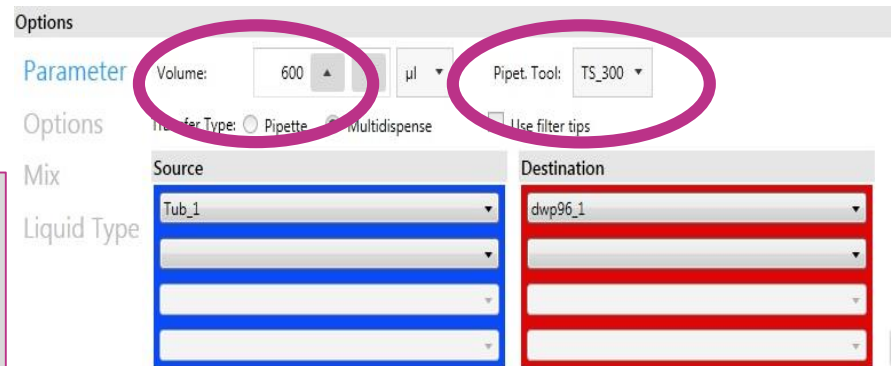 Options
Parameter Volume: 600 µl Pipet. Tool: TS_300
Options Type: Pipette Multidispense Use filter tips
Mix Source Destination
Tub_1 dwp96_1
Liquid Type